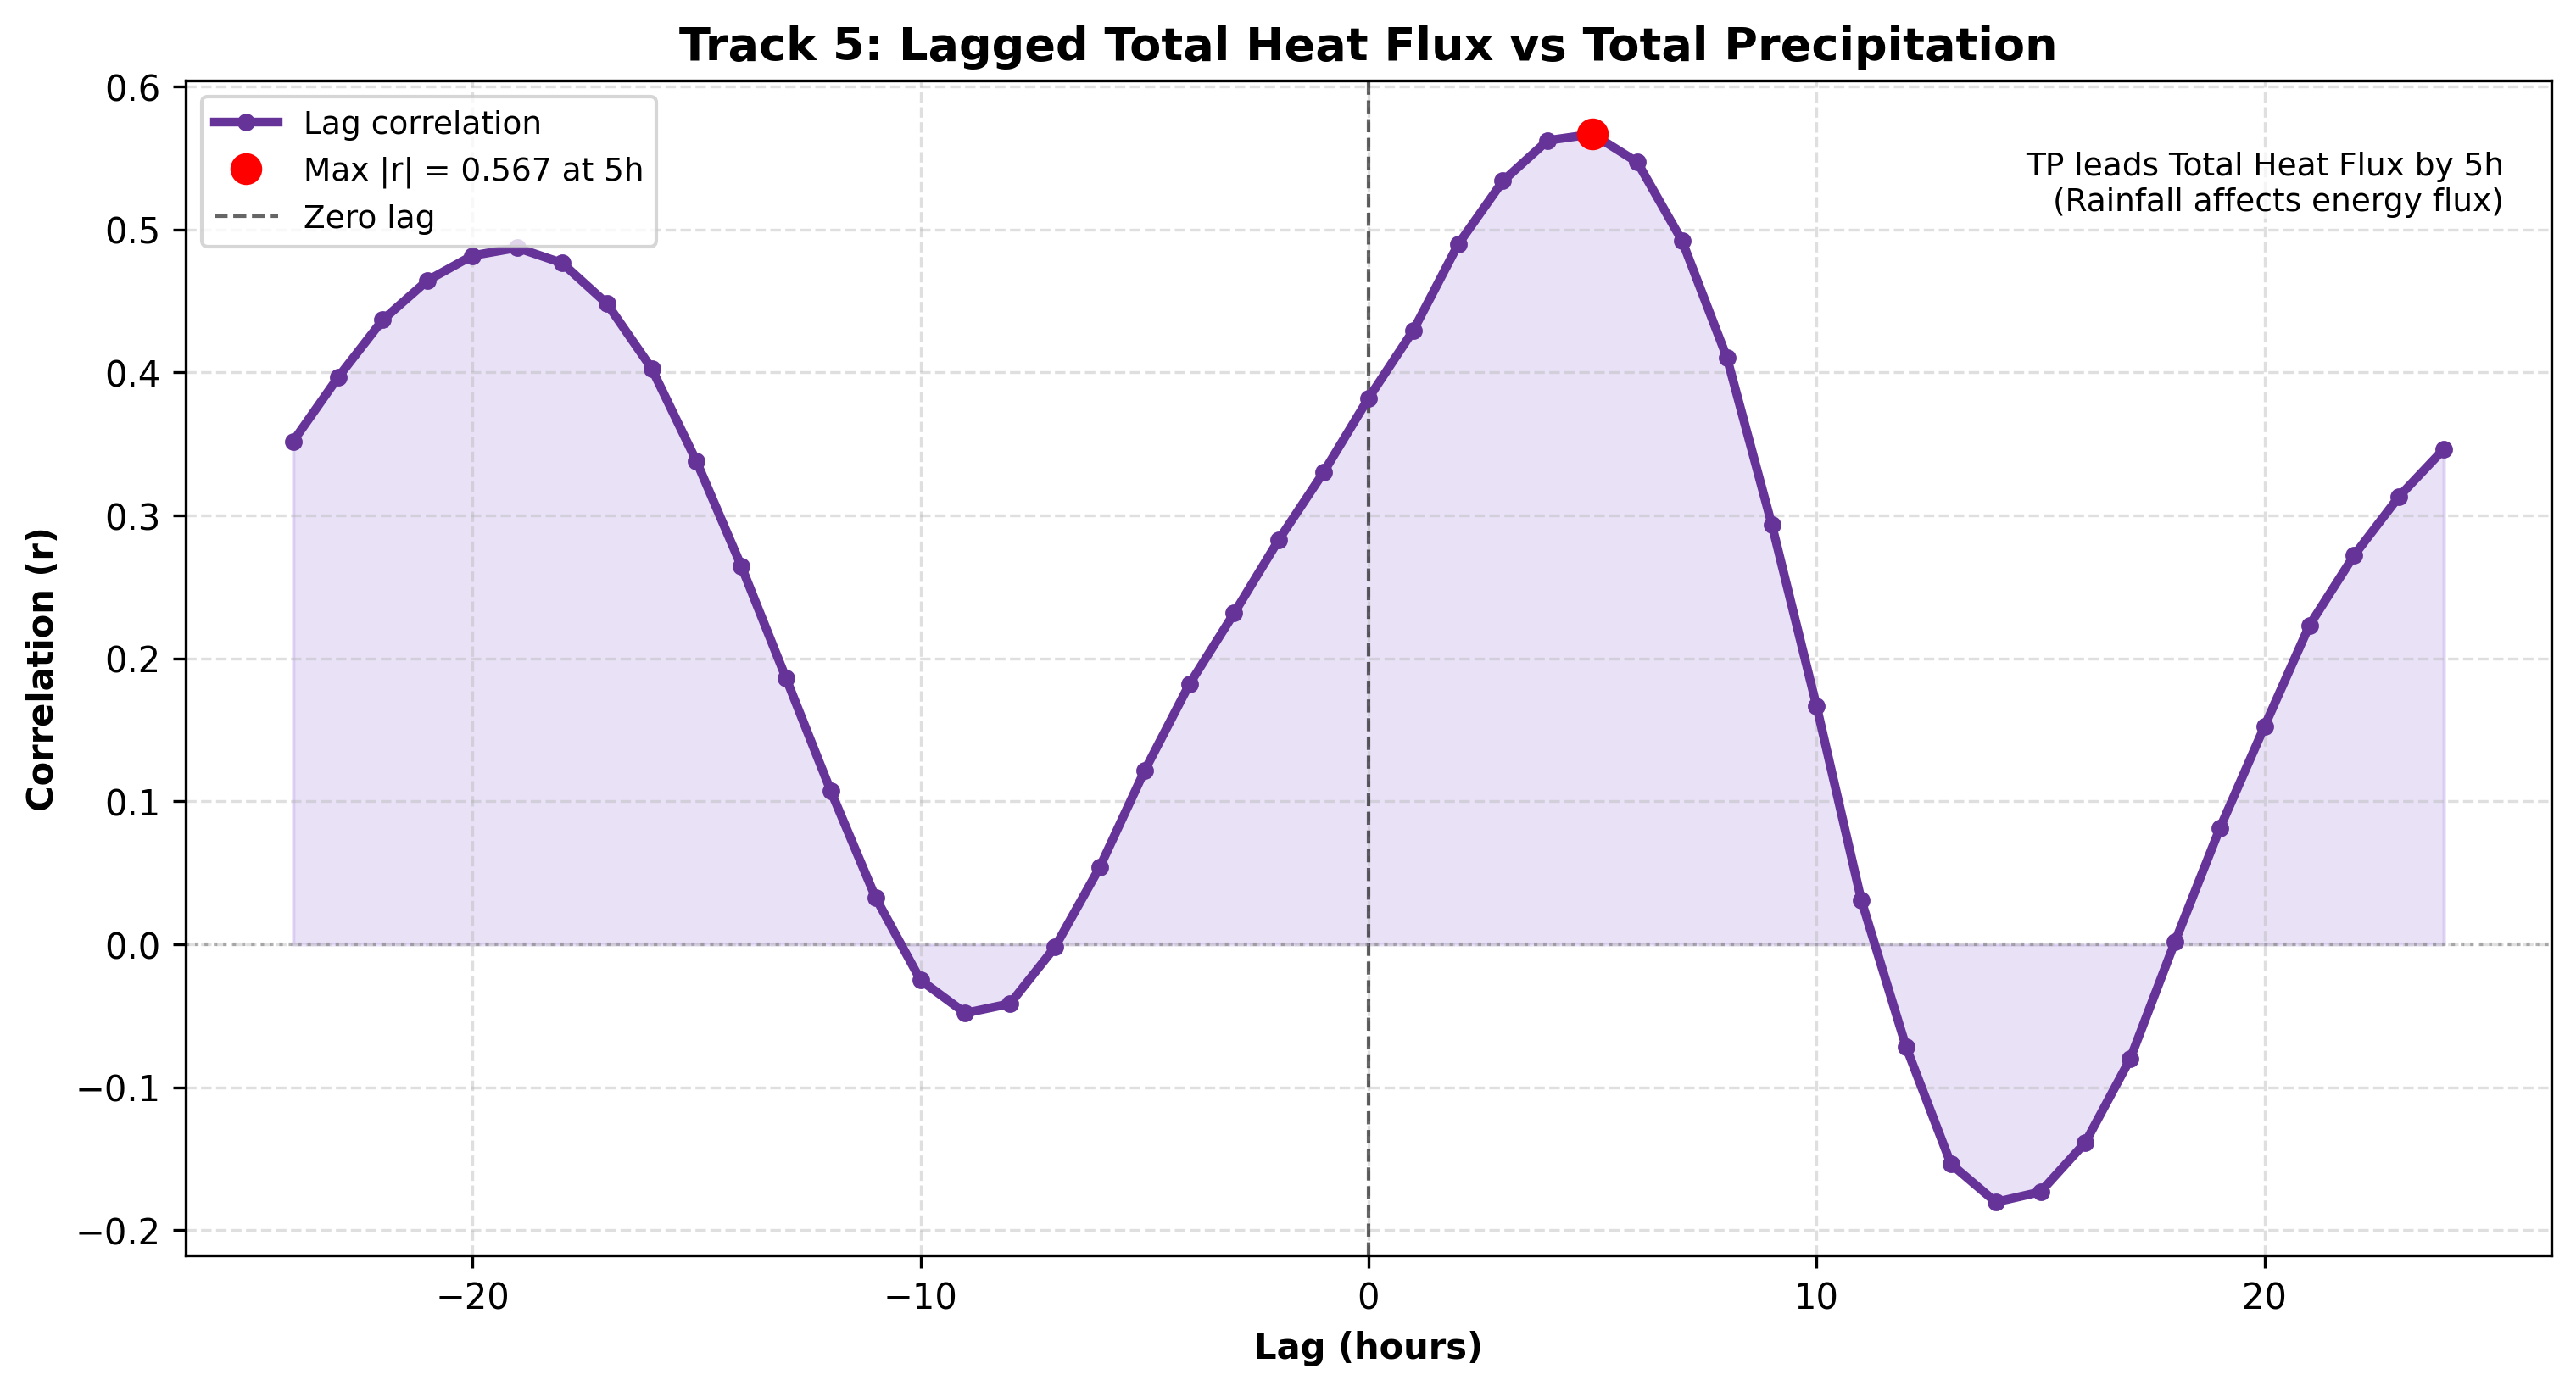 Track 5: Lagged Total Heat Flux vs Total Precipitation
Lag correlation
Max |r| = 0.567 at 5h
Zero lag
TP leads Total Heat Flux by 5h
(Rainfall affects energy flux)
Correlation (r)
0.6
0.5
0.4
0.3
0.2
0.1
0.0
−0.1
−0.2
−20
−10
0
10
20
Lag (hours)